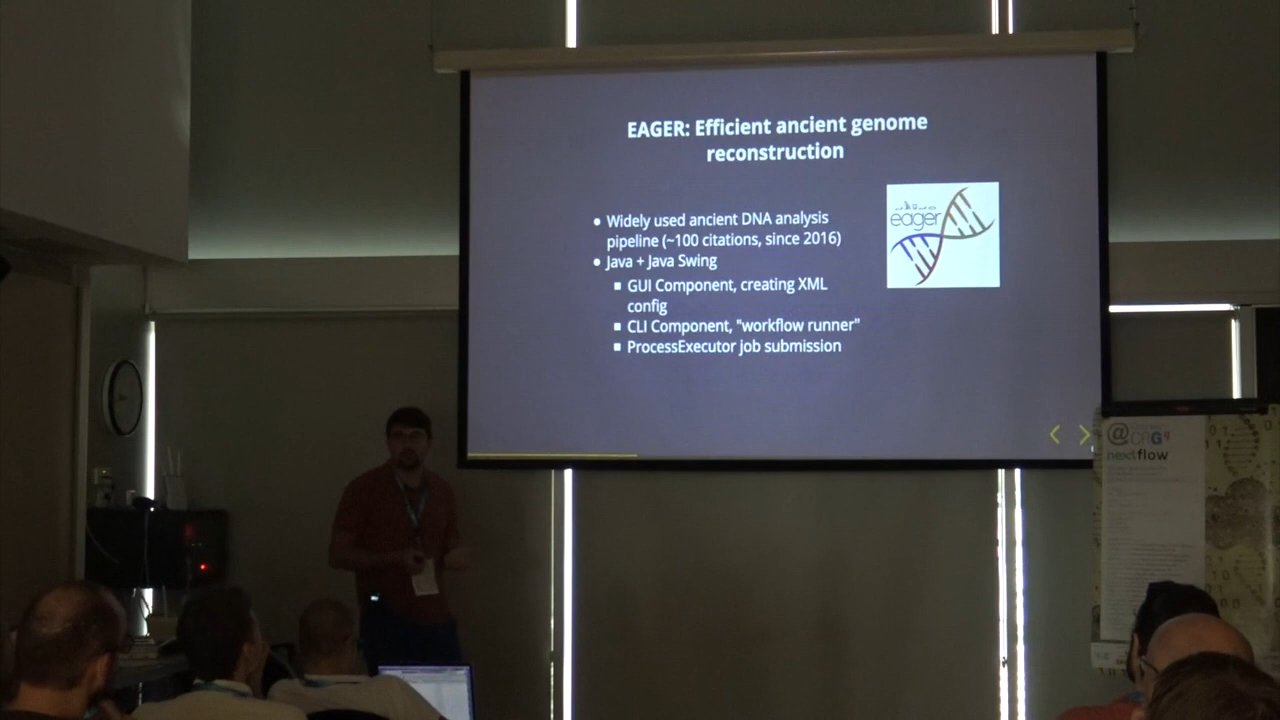 EAGER: Efficient ancient genome
reconstruction
• Widely used ancient DNA analysis
pipeline (~100 citations, since 2016)
• Java + Java Swing
▪ GUI Component, creating XML
config
▪ CLI Component, "workflow runner"
▪ ProcessExecutor job submission
eager
@CRG
nextflow